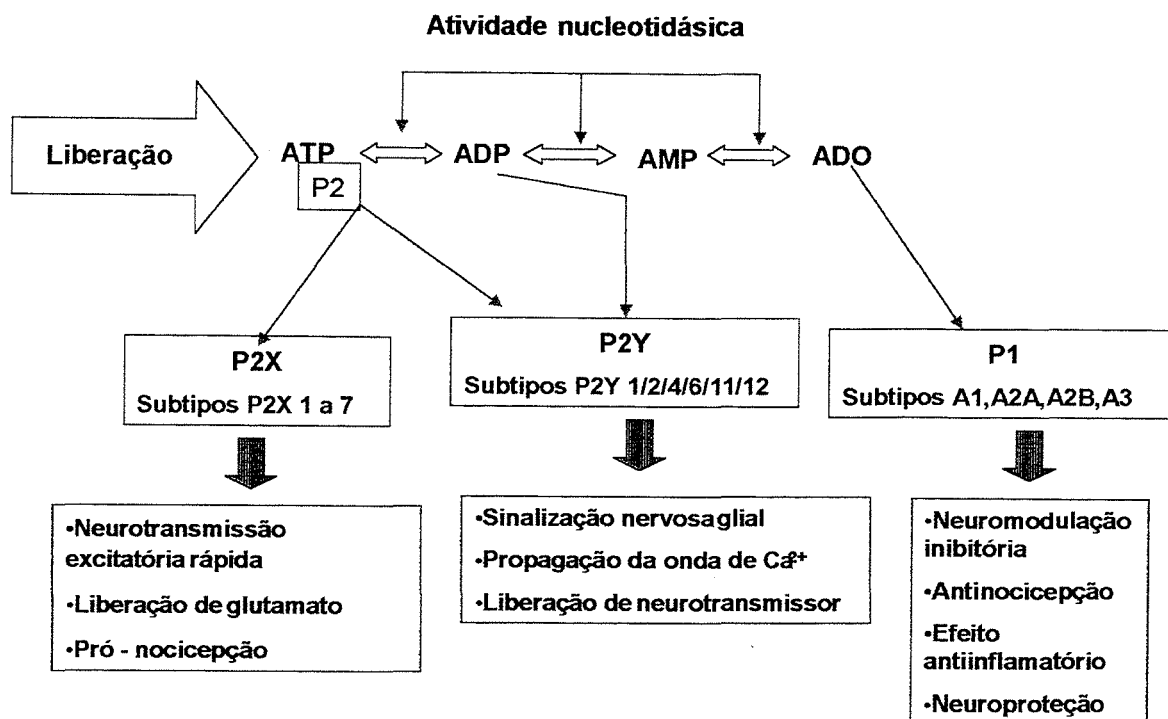 Atividade nucleotidásica
Liberação
ATP
ADP
AMP
ADO
P2
P2X
Subtipos P2X 1 a 7
P2Y
Subtipos P2Y 1/2/4/6/11/12
P1
Subtipos A1,A2A,A2B,A3
•Neurotransmissão
excitatória rápida
•Liberação de glutamato
•Pró - nocicepção
•Sinalização nervosaglial
•Propagação da onda de Ca2+
•Liberação de neurotransmissor
•Neuromodulação
inibitória
•Antinocicepção
•Efeito
antiinflamatório
•Neuroproteção